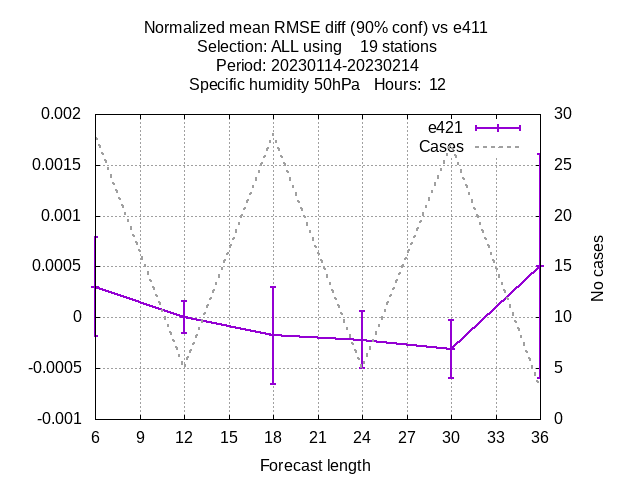 Normalized mean RMSE diff (90% conf) vs e411
Selection: ALL using    19 stations
Period: 20230114-20230214
Specific humidity 50hPa   Hours:  12
0.002
0.0015
0.001
0.0005
0
-0.0005
-0.001
30
25
20
15
10
5
0
e421
Cases
No cases
6 9 12 15 18 21 24 27 30 33 36
Forecast length